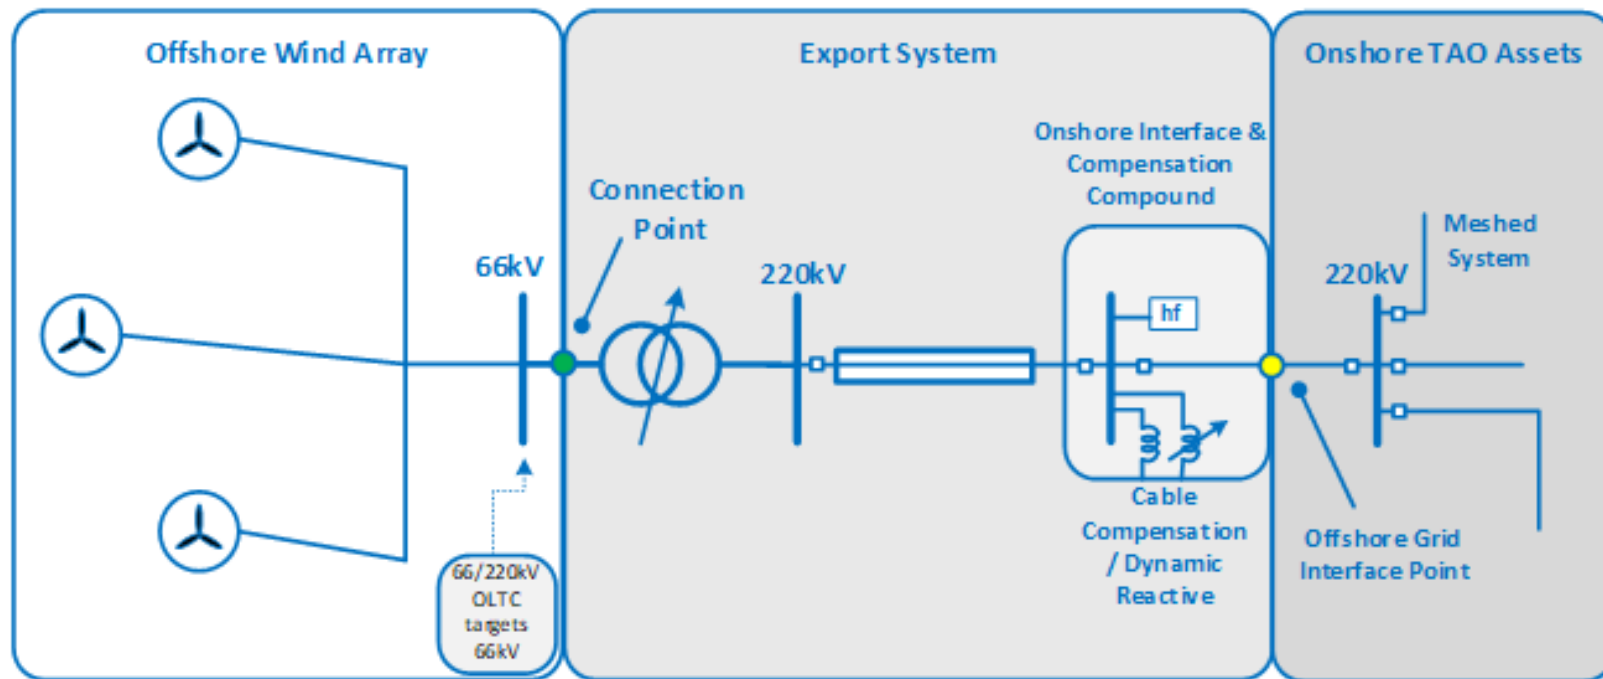 Offshore Wind Array
Export System
Onshore TAO Assets
Onshore Interface &
Compensation
Compound
Connection
Point
66kV
220kV
hf
220kV
Meshed
System
Cable
Compensation
/ Dynamic
Reactive
Offshore Grid
Interface Point
66/220kV
OLTC
targets
66kV